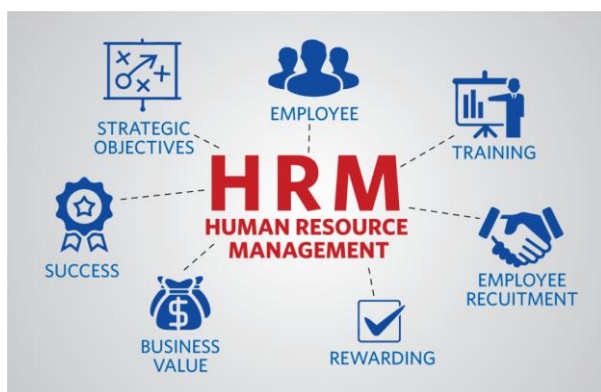 STRATEGIC
OBJECTIVES
EMPLOYEE
TRAINING
HRM
HUMAN RESOURCE
MANAGEMENT
SUCCESS
EMPLOYEE
RECUITMENT
BUSINESS
VALUE
REWARDING